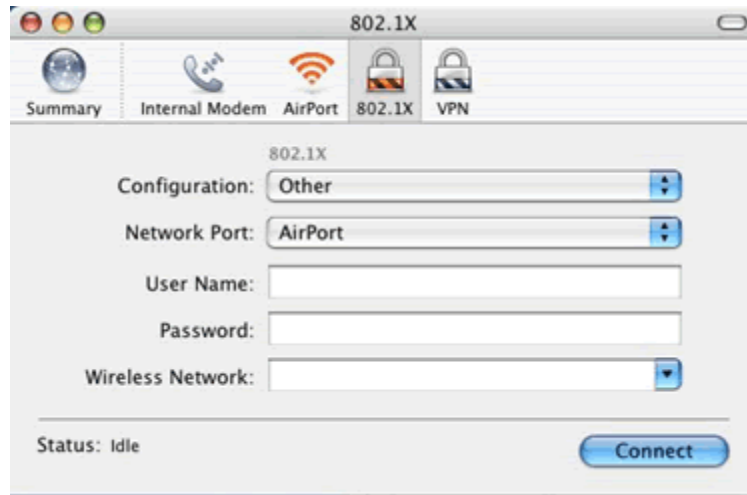 802.1X
Summary Internal Modem AirPort 802.1X VPN
802.1X
Configuration: Other
Network Port: AirPort
User Name:
Password:
Wireless Network:
Status: Idle Connect